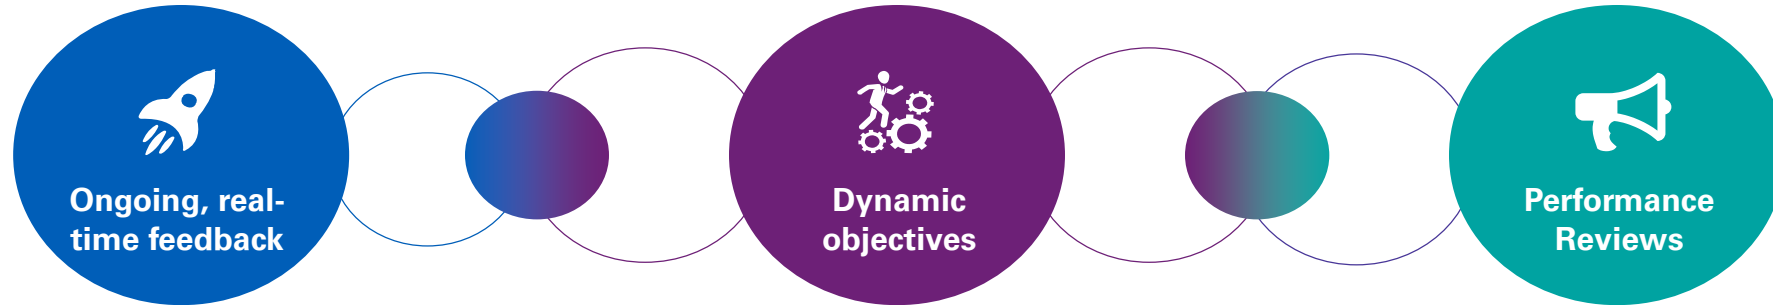 Ongoing, real-
time feedback
Dynamic
objectives
Performance
Reviews